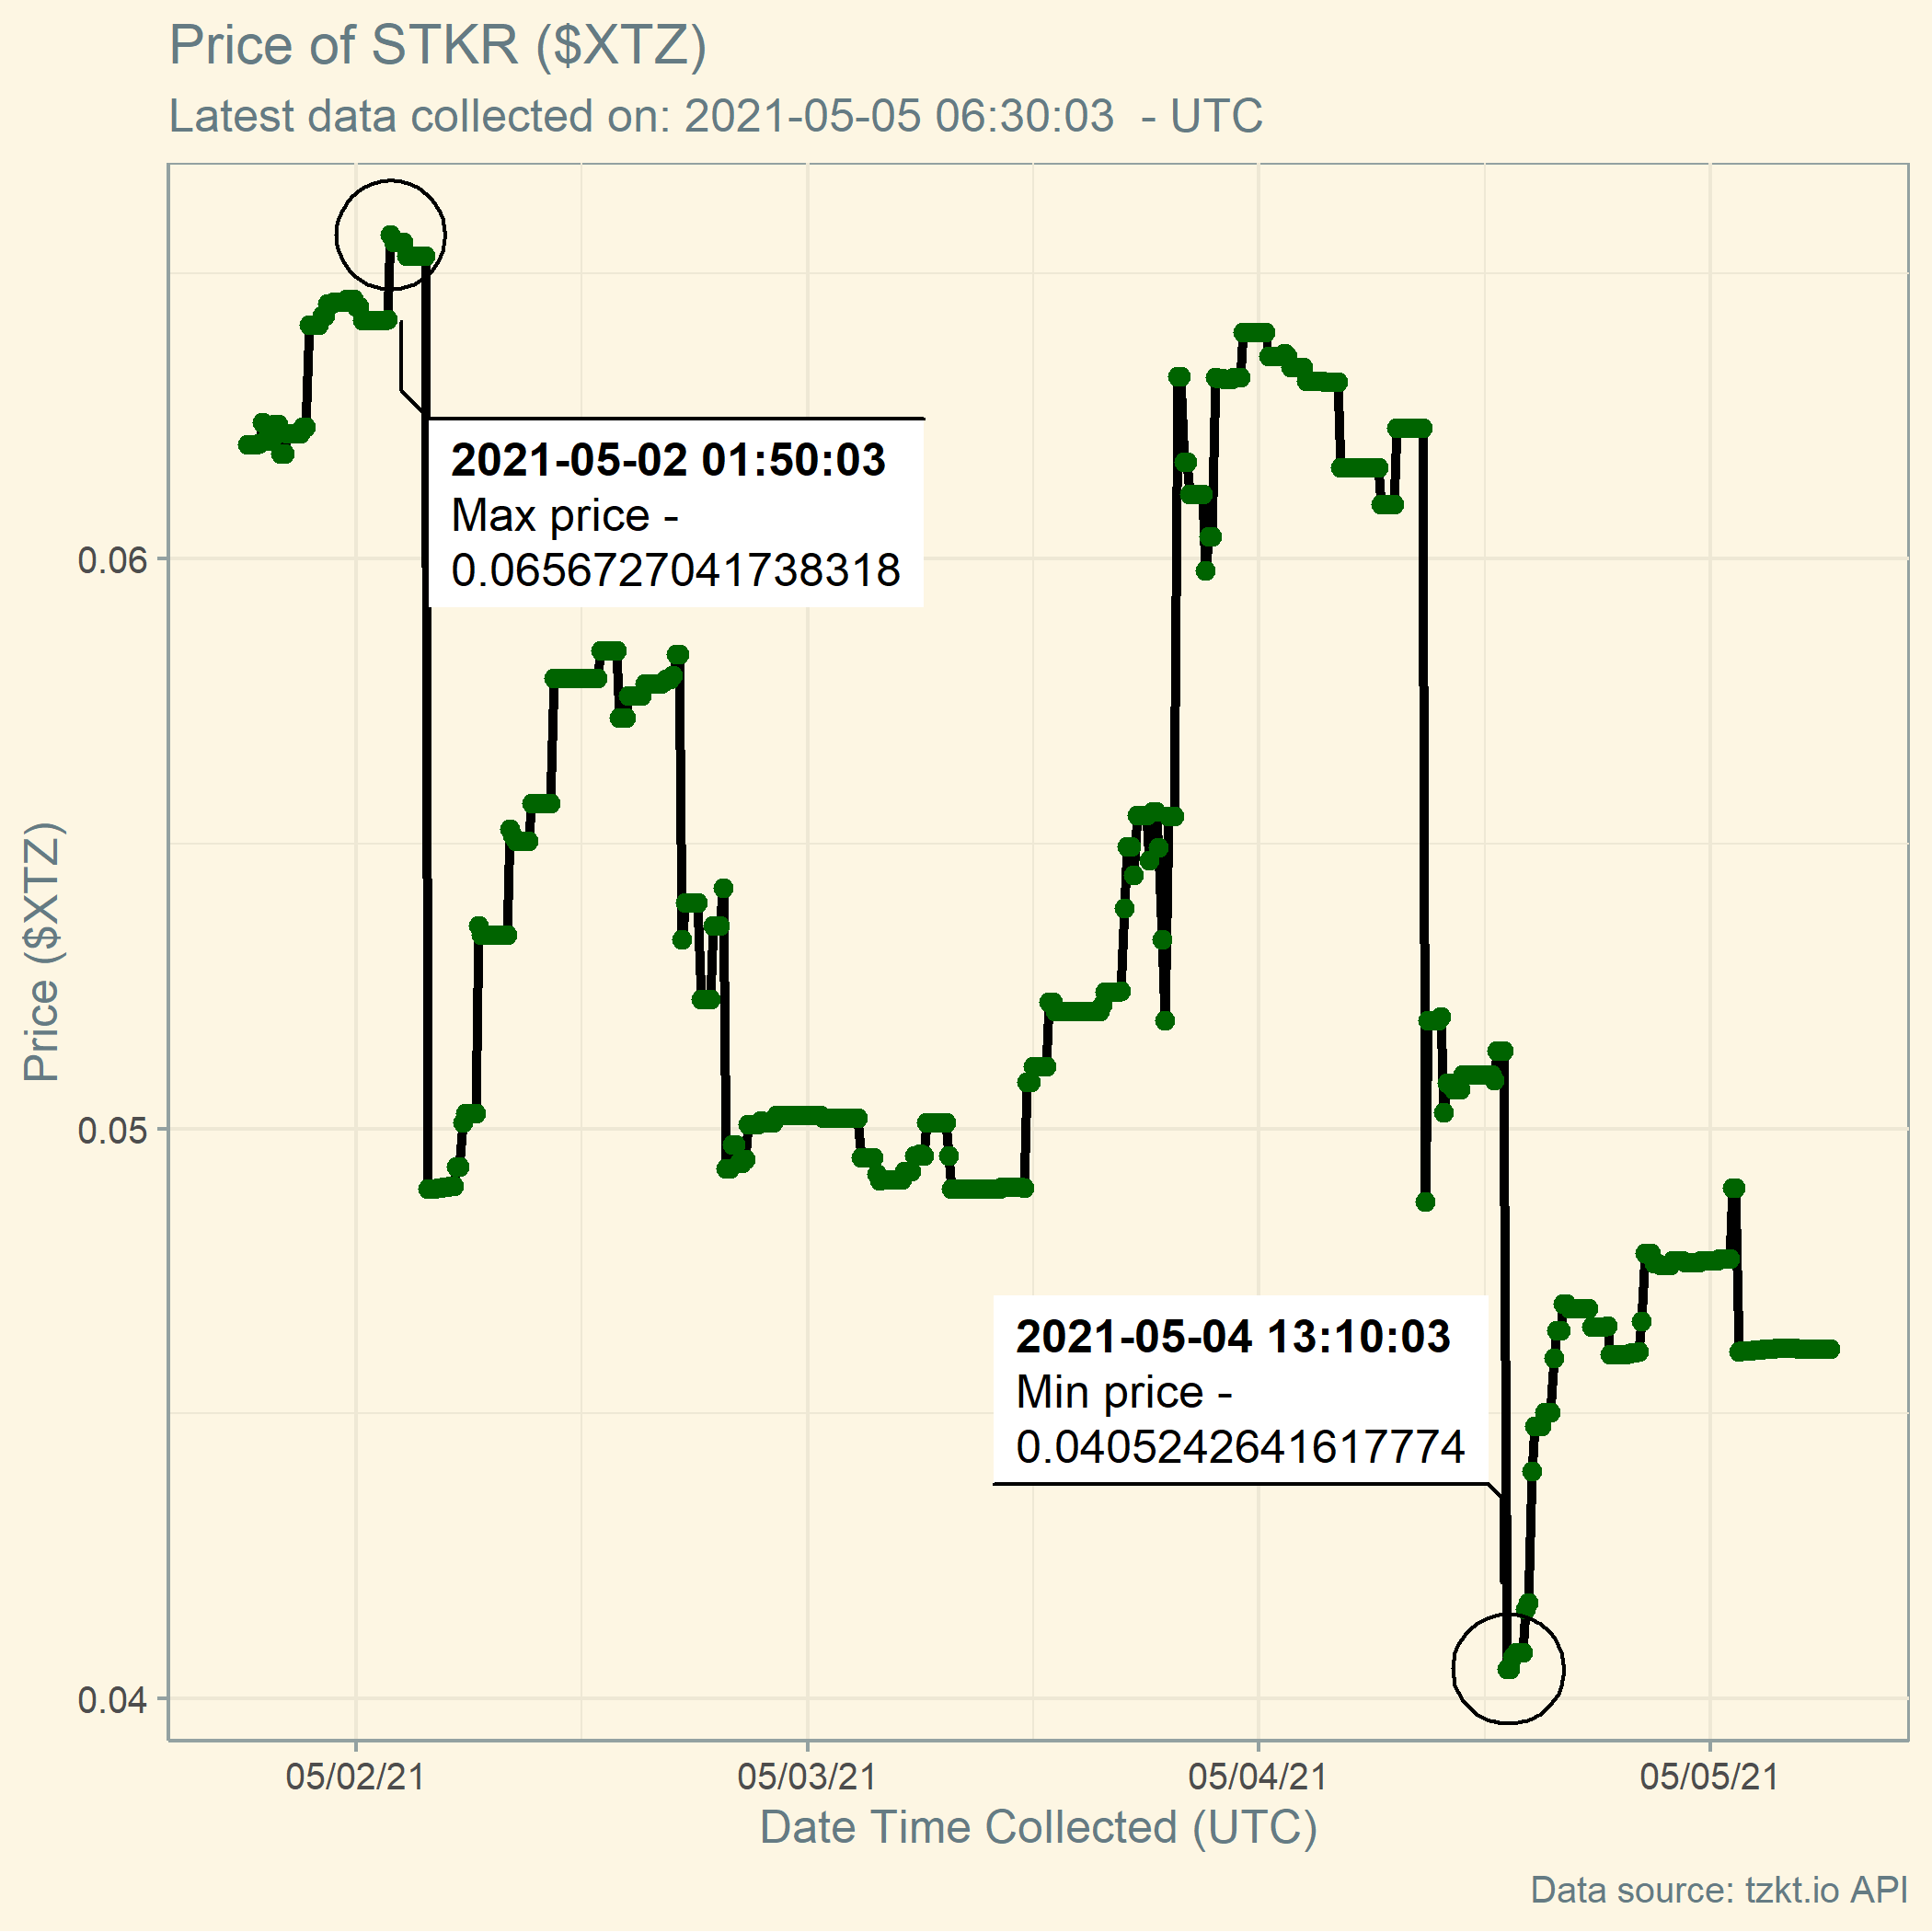 Price of STKR ($XTZ)
Latest data collected on: 2021-05-05 06:30:03  - UTC
2021-05-02 01:50:03
Max price -
0.0656727041738318
0.06
Price ($XTZ)
0.05
2021-05-04 13:10:03
Min price -
0.0405242641617774
0.04
05/02/21
05/03/21
05/04/21
05/05/21
Date Time Collected (UTC)
Data source: tzkt.io API